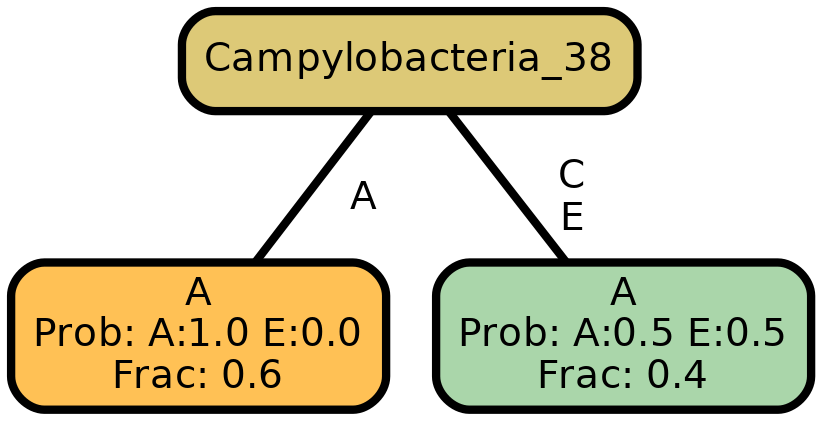 Campylobacteria_38
A
C
E
A
Prob: A:1.0 E:0.0
Frac: 0.6
A
Prob: A:0.5 E:0.5
Frac: 0.4